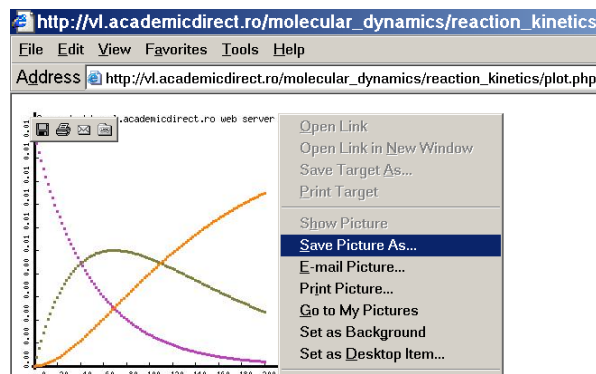 http://vl.academicdirect.ro/molecular_dynamics/reaction_kinetics
File Edit View Favorites Tools Help
Address http://vl.academicdirect.ro/molecular_dynamics/reaction_kinetics/plot.php
.academicdirect.ro web server
Open Link
Open Link in New Window
Save Target As...
Print Target
Show Picture
Save Picture As...
E-mail Picture...
Print Picture...
Go to My Pictures
Set as Background
Set as Desktop Item...